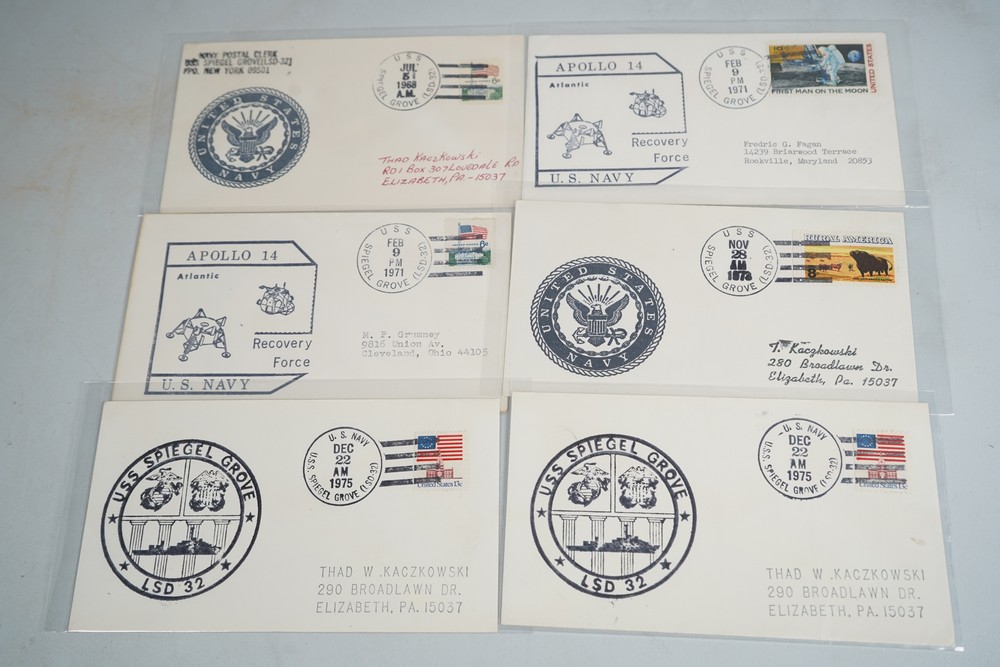 NAVY POSTAL CLERK
USS SPIEGEL GROVE(LSD-32)
FPO. NEW YORK 09501
UNITED STATES
NAVY
USS
JUL
5
1968
A.M.
SPIEGEL GROVE (LSD-32)
6c
Thad Kaczkowski
RD1 Box 307 Lovedale Rd
Elizabeth, PA. - 15037
APOLLO 14
Atlantic
Recovery
Force
U.S. NAVY
USS
FEB
9
PM
1971
SPIEGEL GROVE (LSD-32)
UNITED STATES
FIRST MAN ON THE MOON
Fredric G. Fagan
14239 Briarwood Terrace
Rockville, Maryland 20853
APOLLO 14
Atlantic
Recovery
Force
U.S. NAVY
USS
FEB
9
PM
1971
SPIEGEL GROVE (LSD-32)
6c
M. P. Grumney
9816 Union Av.
Cleveland, Ohio 44105
UNITED STATES
NAVY
USS
NOV
28
AM
1973
SPIEGEL GROVE (LSD-32)
RURAL AMERICA
8
T. Kaczkowski
280 Broadlawn Dr.
Elizabeth, Pa. 15037
USS SPIEGEL GROVE
LSD 32
U.S. NAVY
DEC
22
AM
1975
U.S.S. SPIEGEL GROVE (LSD-32)
United States 13c
THAD W.KACZKOWSKI
290 BROADLAWN DR.
ELIZABETH, PA. 15037
USS SPIEGEL GROVE
LSD 32
U.S. NAVY
DEC
22
AM
1975
U.S.S. SPIEGEL GROVE (LSD-32)
United States 13c
THAD W.KACZKOWSKI
290 BROADLAWN DR.
ELIZABETH, PA. 15037